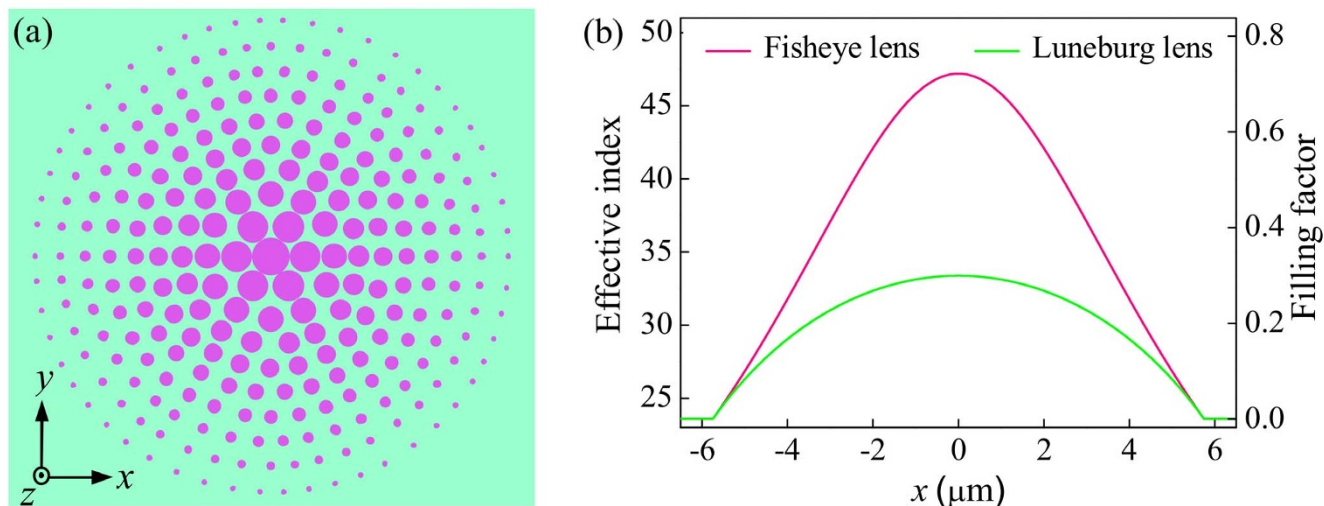 (a)
y
x
z
(b)
Fisheye lens
Luneburg lens
Effective index
50
45
40
35
30
25
Filling factor
0.8
0.6
0.4
0.2
0.0
-6 -4 -2 0 2 4 6
x (μm)